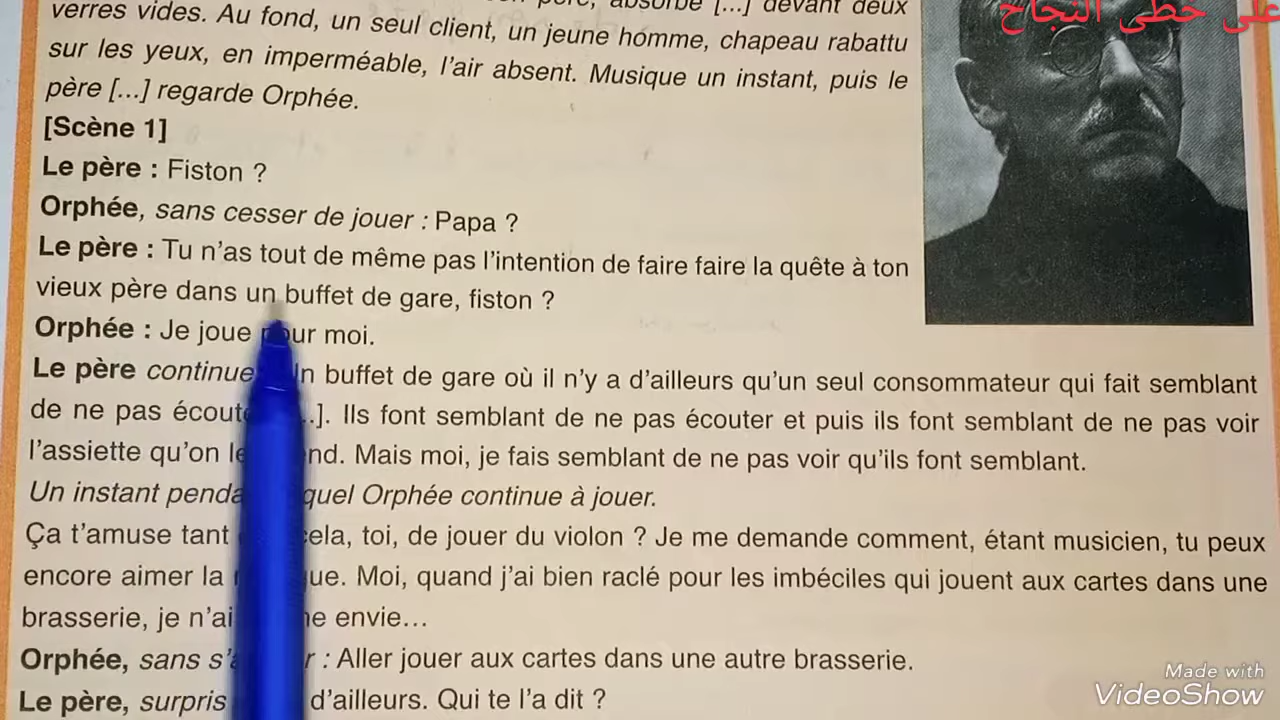 على خطى النجاح
verres vides. Au fond, un seul client, un jeune homme, chapeau rabattu
sur les yeux, en imperméable, l'air absent. Musique un instant, puis le
père [...] regarde Orphée.
[Scène 1]
Le père : Fiston ?
Orphée, sans cesser de jouer : Papa ?
Le père : Tu n'as tout de même pas l'intention de faire faire la quête à ton
vieux père dans un buffet de gare, fiston ?
Orphée : Je joue pour moi.
Le père continue un buffet de gare où il n'y a d'ailleurs qu'un seul consommateur qui fait semblant
de ne pas écout ..]. Ils font semblant de ne pas écouter et puis ils font semblant de ne pas voir
l'assiette qu'on le nd. Mais moi, je fais semblant de ne pas voir qu'ils font semblant.
Un instant penda quel Orphée continue à jouer.
Ça t'amuse tant cela, toi, de jouer du violon ? Je me demande comment, étant musicien, tu peux
encore aimer la que. Moi, quand j'ai bien raclé pour les imbéciles qui jouent aux cartes dans une
brasserie, je n'ai ne envie...
Orphée, sans s'a r : Aller jouer aux cartes dans une autre brasserie.
Le père, surpris d'ailleurs. Qui te l'a dit ?
Made with
VideoShow